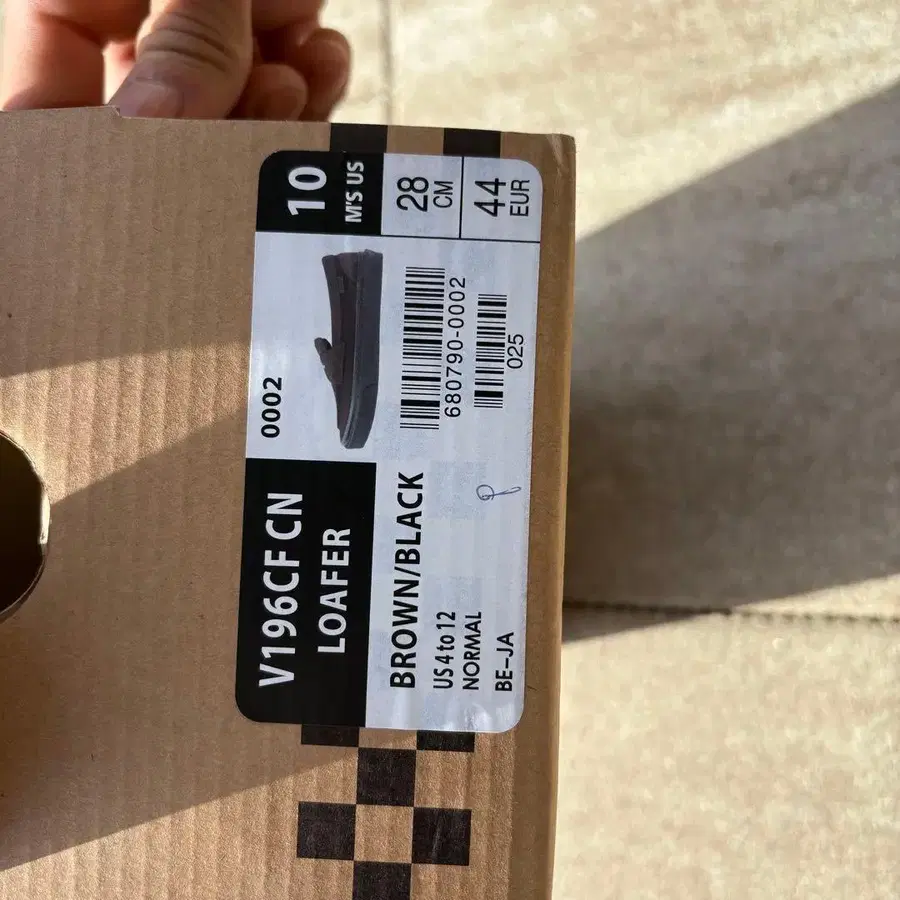 10
M'S US
28
CM
44
EUR
0002
680790-0002
025
V196CF CN
LOAFER
BROWN/BLACK
US 4 to 12
NORMAL
BE-JA